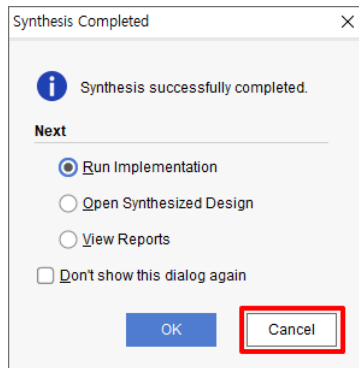 Synthesis Completed
Synthesis successfully completed.
Next
Run Implementation
Open Synthesized Design
View Reports
Don't show this dialog again
OK
Cancel